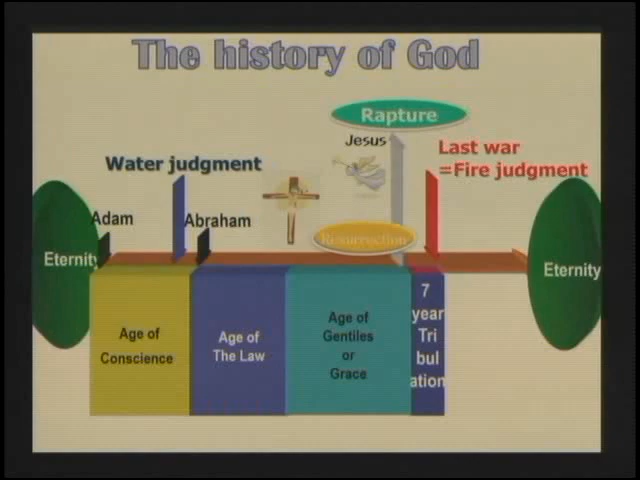 The history of God
Rapture
Jesus
Last war
=Fire judgment
Water judgment
Adam
Abraham
Resurrection
Eternity
Eternity
Age of
Conscience
Age of
The Law
Age of
Gentiles
or
Grace
7
year
Tri
bul
ation